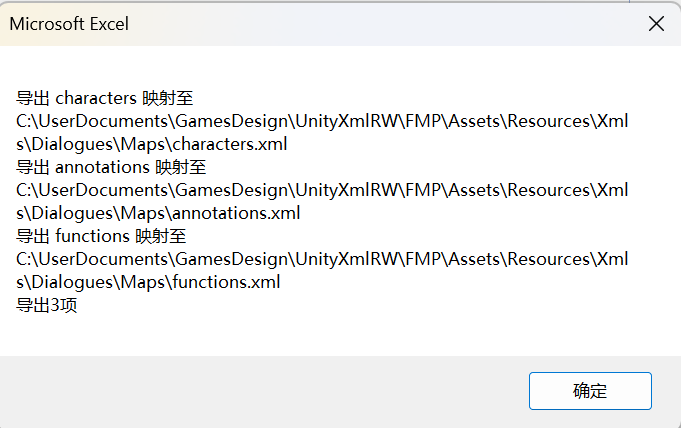 Microsoft Excel
导出 characters 映射至
C:\UserDocuments\GamesDesign\UnityXmlRW\FMP\Assets\Resources\Xml
s\Dialogues\Maps\characters.xml
导出 annotations 映射至
C:\UserDocuments\GamesDesign\UnityXmlRW\FMP\Assets\Resources\Xml
s\Dialogues\Maps\annotations.xml
导出 functions 映射至
C:\UserDocuments\GamesDesign\UnityXmlRW\FMP\Assets\Resources\Xml
s\Dialogues\Maps\functions.xml
导出3项
确定